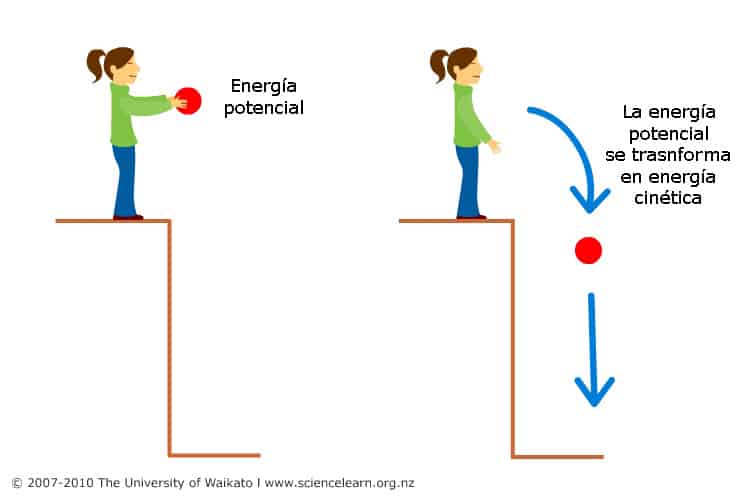 Energía
potencial
La energía
potencial
se trasnforma
en energía
cinética
© 2007-2010 The University of Waikato l www.sciencelearn.org.nz